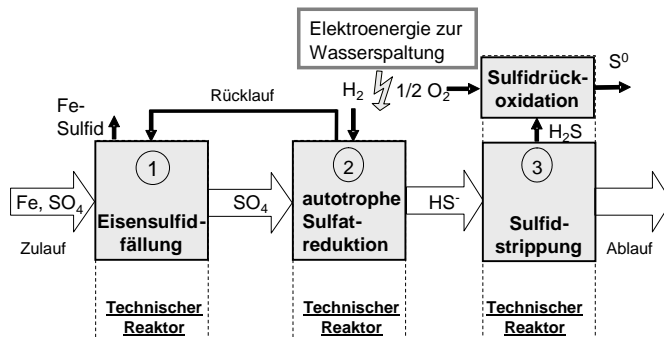 Elektroenergie zur
Wasserspaltung
S⁰
H₂
1/2 O₂
Sulfidrück-
oxidation
Fe-
Sulfid
Rücklauf
H₂S
1
2
3
Fe, SO₄
Eisensulfid-
fällung
SO₄
autotrophe
Sulfat-
reduktion
HS⁻
Sulfid-
strippung
Zulauf
Ablauf
Technischer
Reaktor
Technischer
Reaktor
Technischer
Reaktor